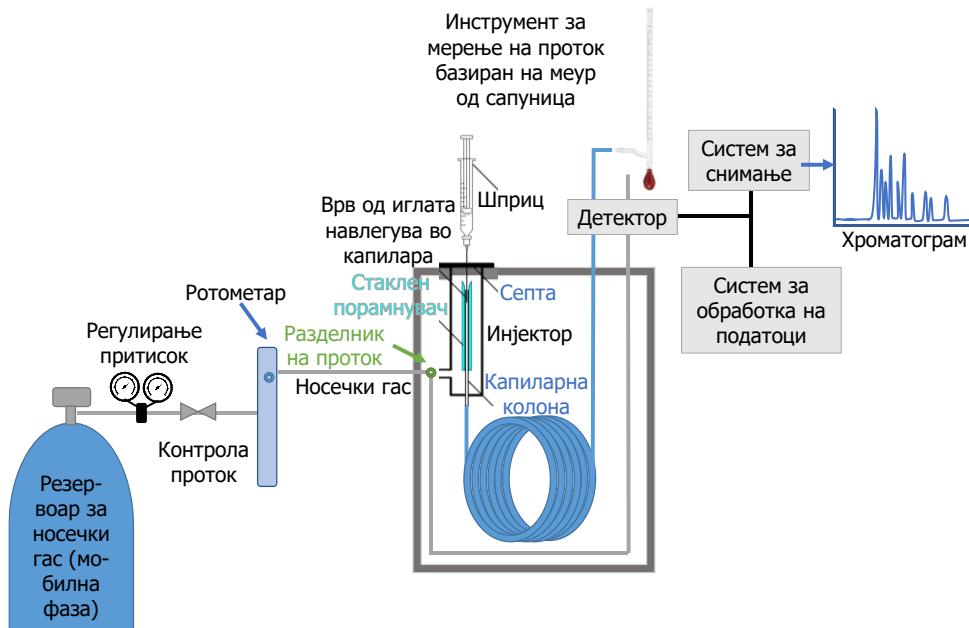 Инструмент за
мерење на проток
базиран на меур
од сапуница
Шприц
Врв од иглата
навлегува во
капилара
Стаклен
порамнувач
Септа
Инјектор
Детектор
Систем за
снимање
Хроматограм
Систем за
обработка на
податоци
Ротометар
Регулирање
притисок
Разделник
на проток
Носечки гас
Капиларна
колона
Контрола
проток
Резер-
воар за
носечки
гас (мо-
билна
фаза)